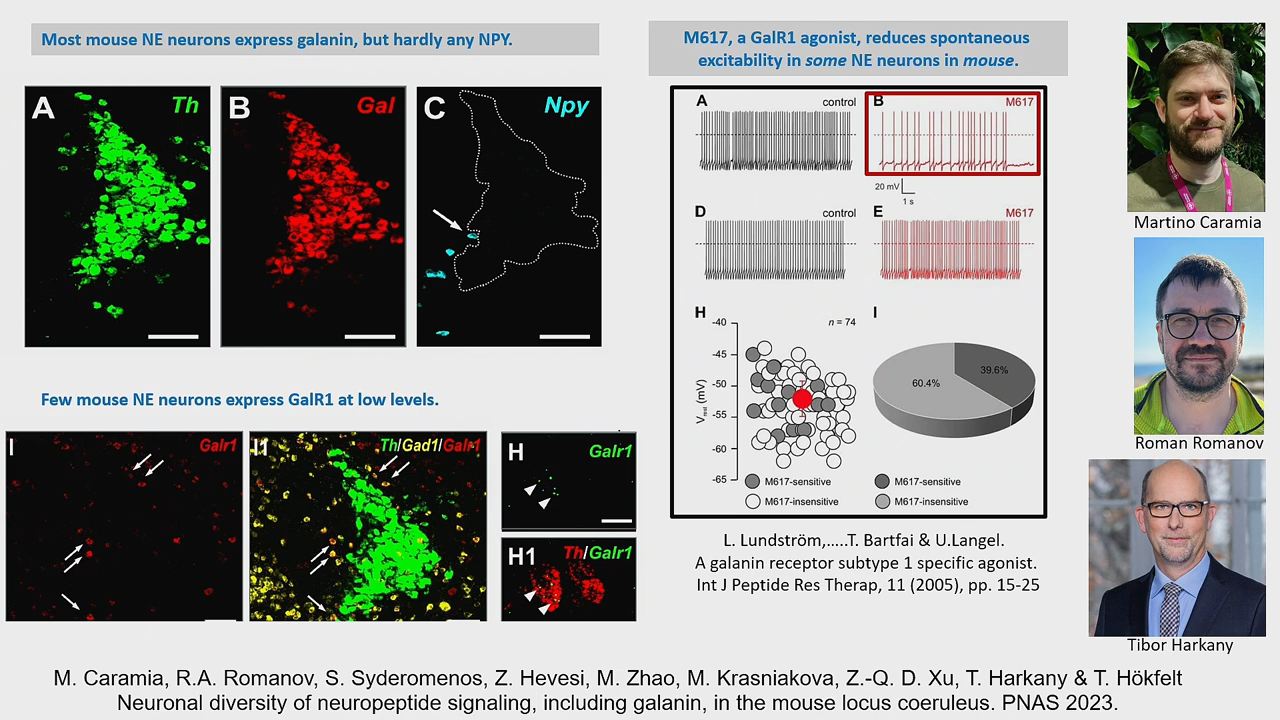 Most mouse NE neurons express galanin, but hardly any NPY.
A
Th
B
Gal
C
Npy
Few mouse NE neurons express GalR1 at low levels.
I
Galr1
I1
Th/Gad1/Galr1
H
Galr1
H1
Th/Galr1
M617, a GalR1 agonist, reduces spontaneous
excitability in some NE neurons in mouse.
A
control
B
M617
20 mV
1 s
D
control
E
M617
H
n = 74
-40
-45
-50
-55
-60
-65
Vrest (mV)
M617-sensitive
M617-insensitive
I
60.4%
39.6%
M617-sensitive
M617-insensitive
L. Lundström,.....T. Bartfai & U.Langel.
A galanin receptor subtype 1 specific agonist.
Int J Peptide Res Therap, 11 (2005), pp. 15-25
Martino Caramia
Roman Romanov
Tibor Harkany
M. Caramia, R.A. Romanov, S. Syderomenos, Z. Hevesi, M. Zhao, M. Krasniakova, Z.-Q. D. Xu, T. Harkany & T. Hökfelt
Neuronal diversity of neuropeptide signaling, including galanin, in the mouse locus coeruleus. PNAS 2023.